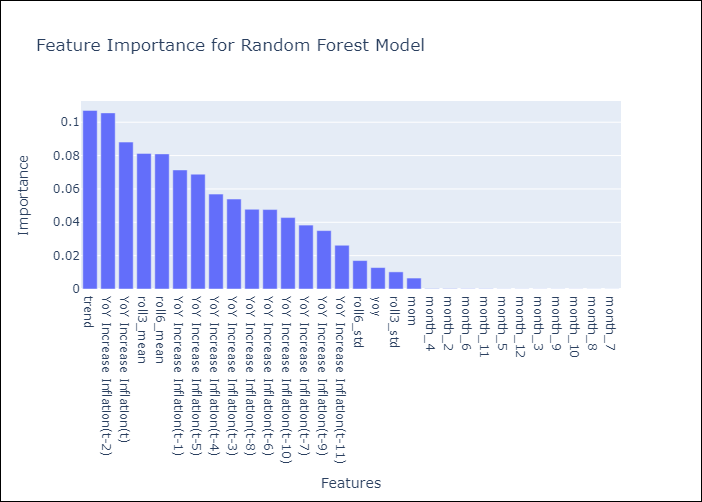 Feature Importance for Random Forest Model
Importance
0.1
0.08
0.06
0.04
0.02
0
trend
YoY Increase Inflation(t-2)
YoY Increase Inflation(t)
roll3_mean
roll6_mean
YoY Increase Inflation(t-1)
YoY Increase Inflation(t-5)
YoY Increase Inflation(t-4)
YoY Increase Inflation(t-3)
YoY Increase Inflation(t-8)
YoY Increase Inflation(t-6)
YoY Increase Inflation(t-10)
YoY Increase Inflation(t-7)
YoY Increase Inflation(t-9)
YoY Increase Inflation(t-11)
roll6_std
yoy
roll3_std
mom
month_4
month_2
month_6
month_11
month_5
month_12
month_3
month_9
month_10
month_8
month_7
Features